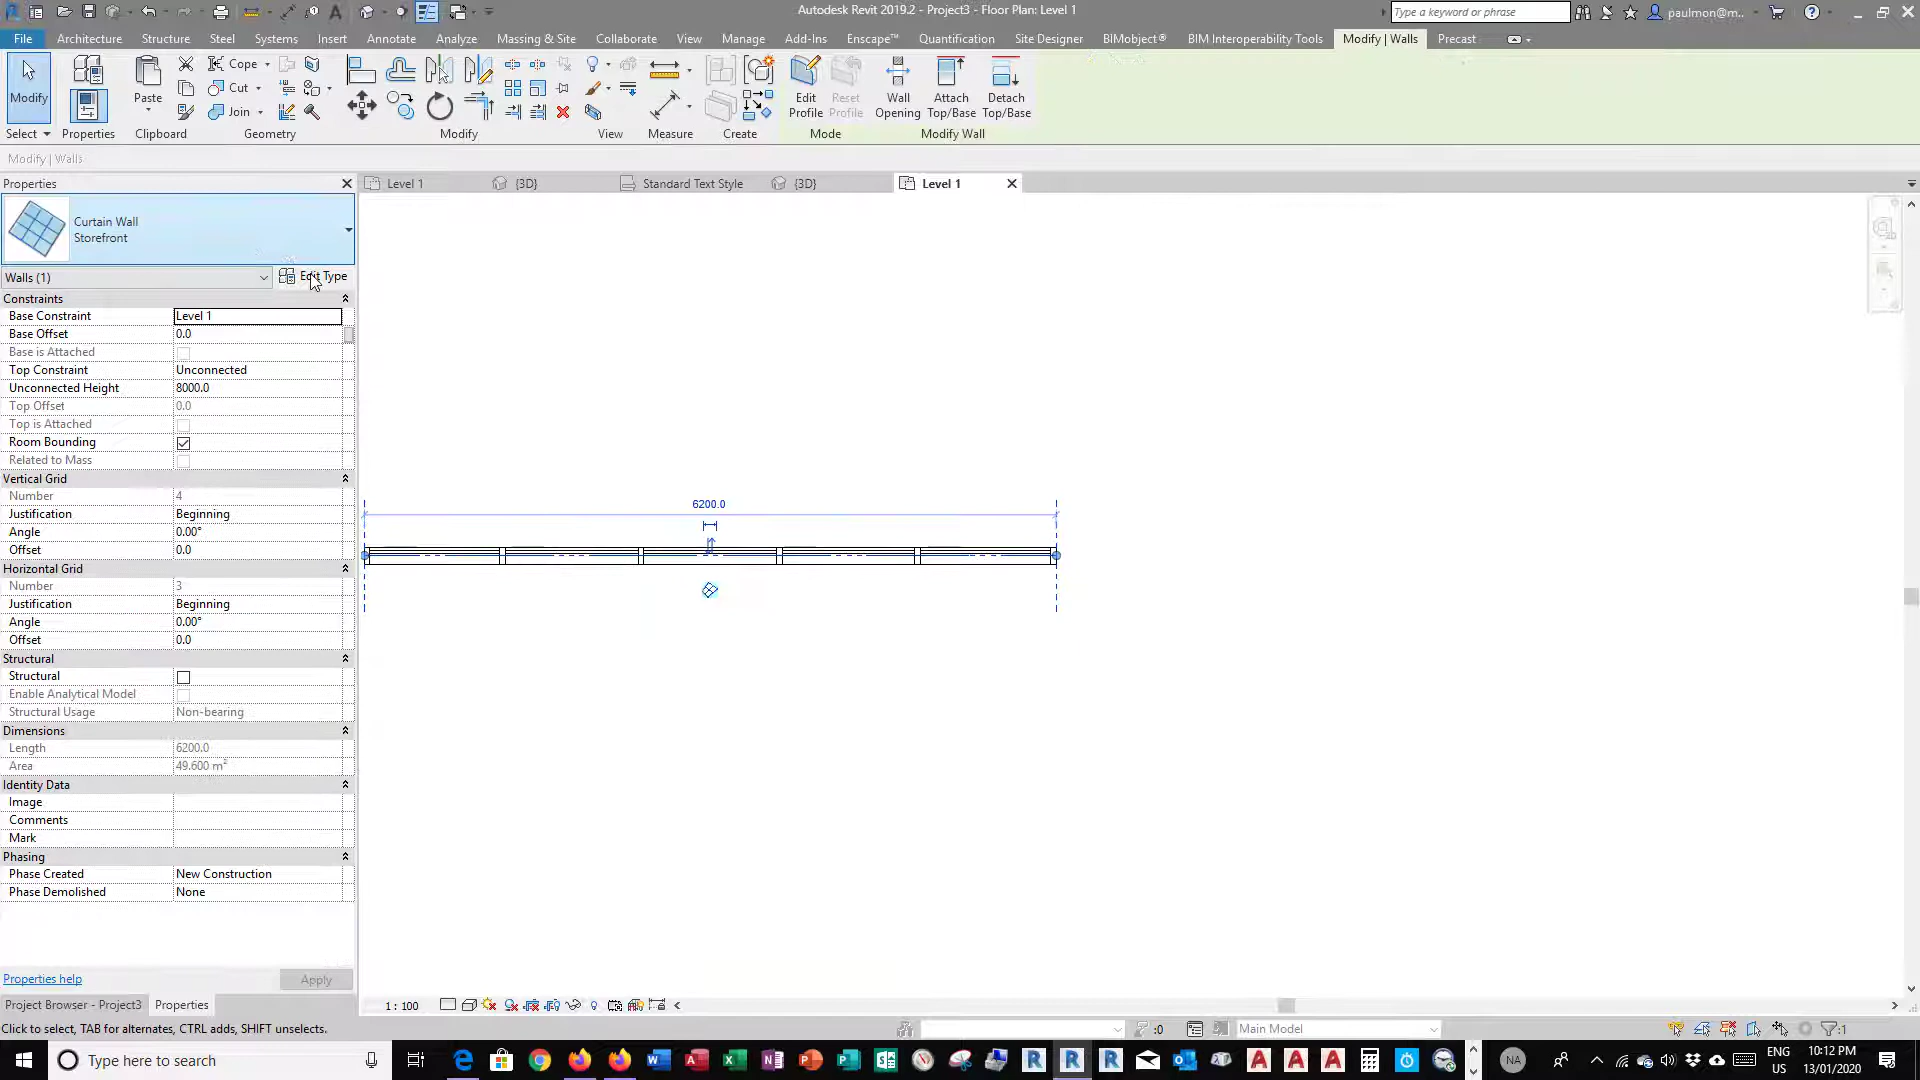 Autodesk Revit 2019.2 - Project3 - Floor Plan: Level 1
Type a keyword or phrase
paulmon@m...
File Architecture Structure Steel Systems Insert Annotate Analyze Massing & Site Collaborate View Manage Add-Ins Enscape™ Quantification Site Designer BIMobject® BIM Interoperability Tools Modify | Walls Precast
Cope
Cut
Join
Modify
Properties
Paste
Edit Profile
Reset Profile
Wall Opening
Attach Top/Base
Detach Top/Base
Select Properties Clipboard Geometry Modify View Measure Create Mode Modify Wall
Modify | Walls
Properties
Level 1
{3D}
Standard Text Style
{3D}
Level 1
Curtain Wall
Storefront
Walls (1)
Edit Type
Constraints
Base Constraint Level 1
Base Offset 0.0
Base is Attached
Top Constraint Unconnected
Unconnected Height 8000.0
Top Offset 0.0
Top is Attached
Room Bounding
Related to Mass
Vertical Grid
Number 4
Justification Beginning
Angle 0.00°
Offset 0.0
Horizontal Grid
Number 3
Justification Beginning
Angle 0.00°
Offset 0.0
Structural
Structural
Enable Analytical Model
Structural Usage Non-bearing
Dimensions
Length 6200.0
Area 49.600 m²
Identity Data
Image
Comments
Mark
Phasing
Phase Created New Construction
Phase Demolished None
6200.0
Properties help
Apply
Project Browser - Project3 Properties
1 : 100
Click to select, TAB for alternates, CTRL adds, SHIFT unselects.
:0
Main Model
:1
Type here to search
NA
ENG
US
10:12 PM
13/01/2020